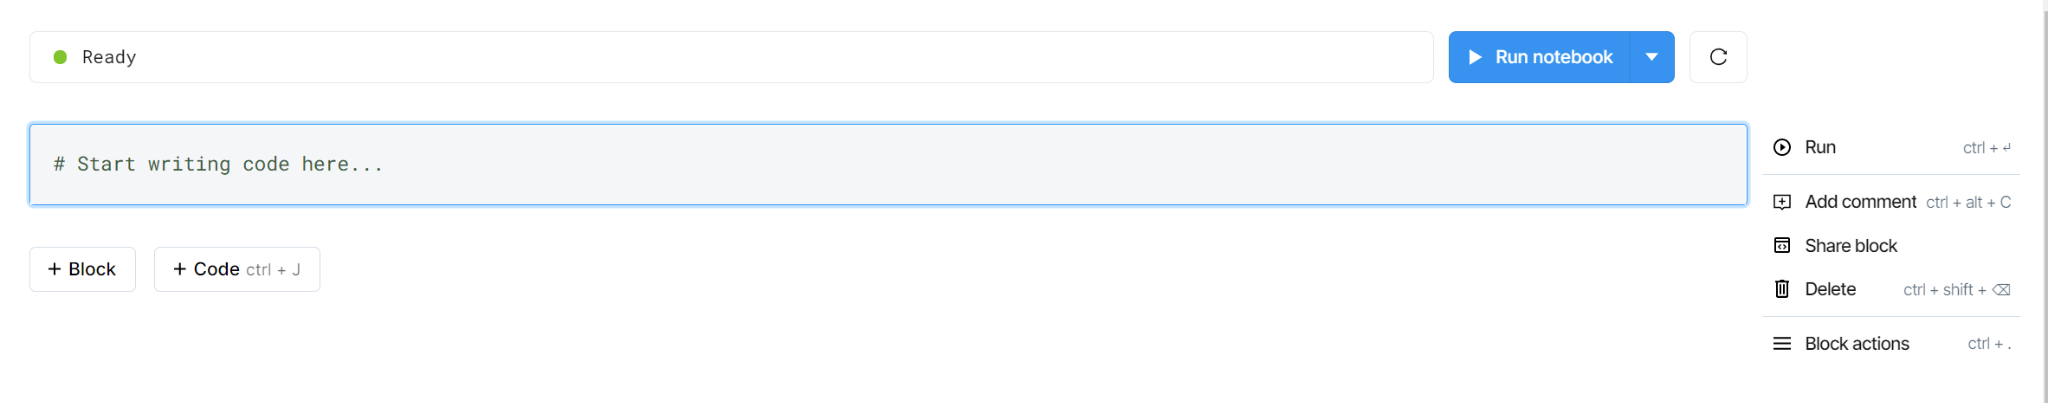 Ready
Run notebook
# Start writing code here...
Run ctrl + ↵
Add comment ctrl + alt + C
Share block
Delete ctrl + shift + ⌫
Block actions ctrl + .
+ Block
+ Code ctrl + J